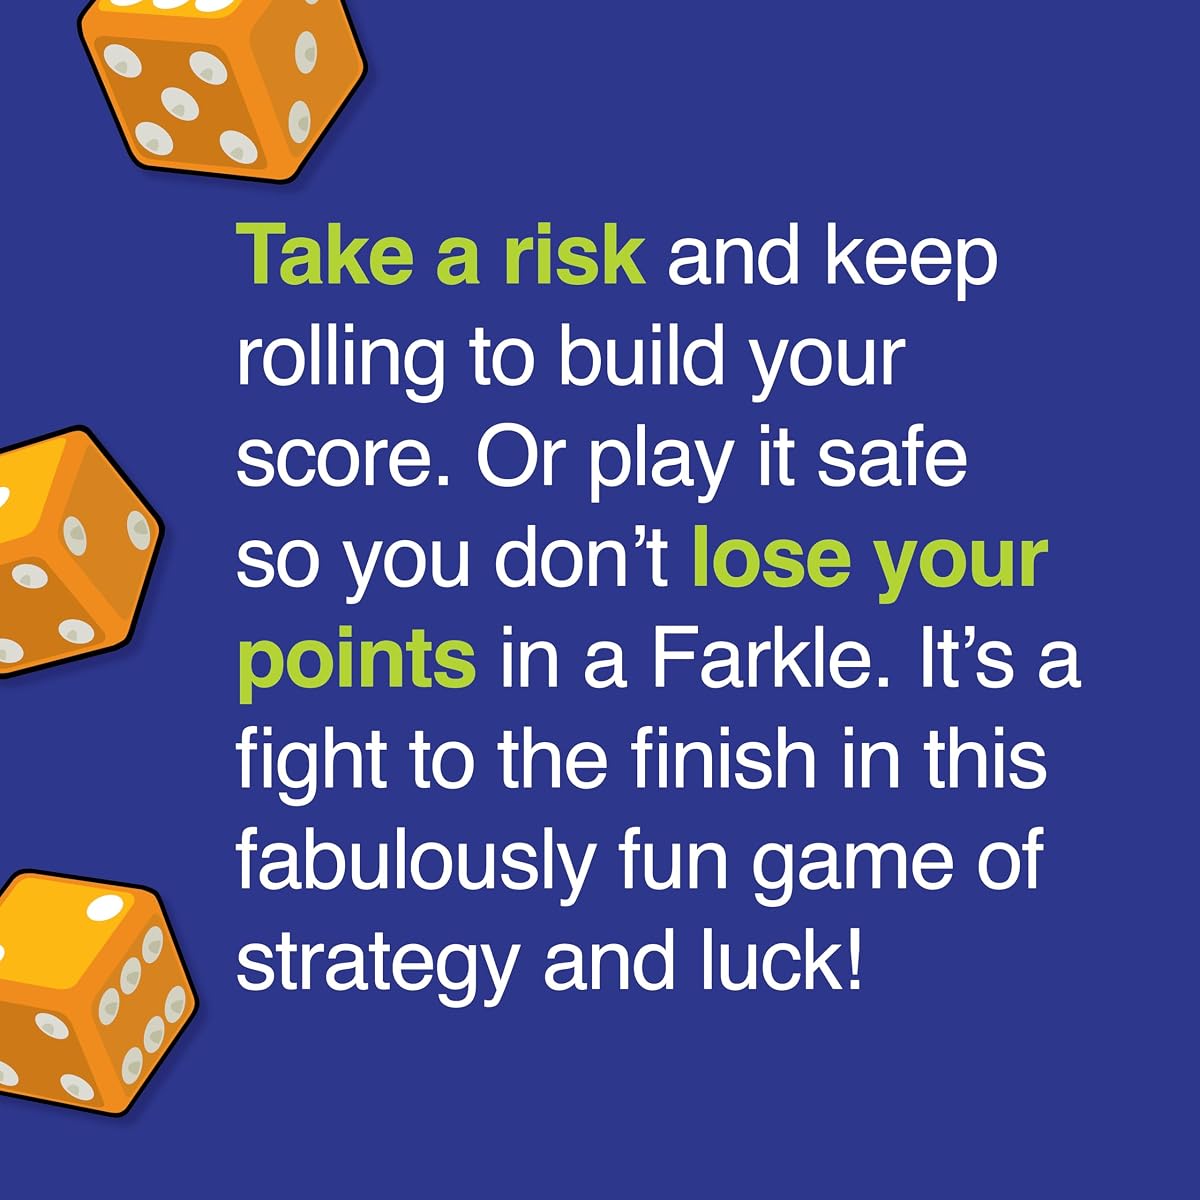 Take a risk and keep
rolling to build your
score. Or play it safe
so you don’t lose your
points in a Farkle. It’s a
fight to the finish in this
fabulously fun game of
strategy and luck!